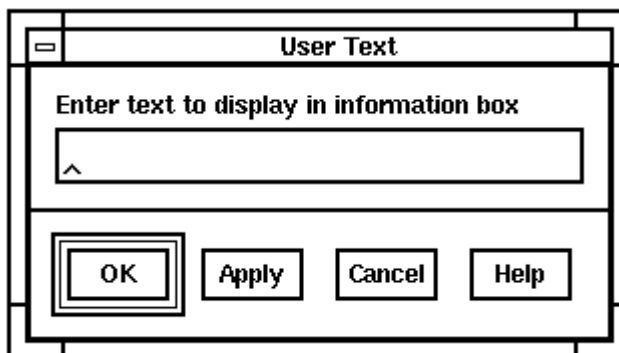 User Text
Enter text to display in information box
OK Apply Cancel Help